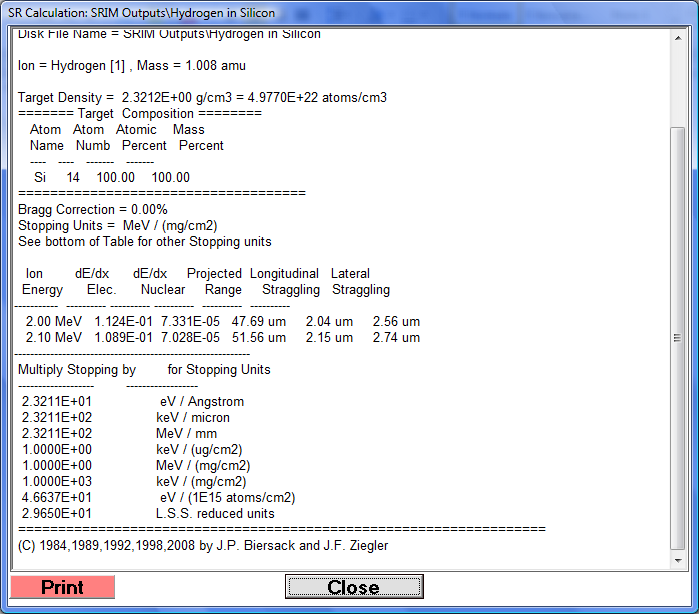 SR Calculation: SRIM Outputs\Hydrogen in Silicon
Disk File Name = SRIM Outputs\Hydrogen in Silicon
Ion = Hydrogen [1] , Mass = 1.008 amu
Target Density = 2.3212E+00 g/cm3 = 4.9770E+22 atoms/cm3
======= Target Composition ========
Atom Atom Atomic Mass
Name Numb Percent Percent
---- ---- ------- -------
Si 14 100.00 100.00
====================================
Bragg Correction = 0.00%
Stopping Units = MeV / (mg/cm2)
See bottom of Table for other Stopping units
Ion dE/dx dE/dx Projected Longitudinal Lateral
Energy Elec. Nuclear Range Straggling Straggling
----------- ---------- ---------- ---------- ---------- ----------
2.00 MeV 1.124E-01 7.331E-05 47.69 um 2.04 um 2.56 um
2.10 MeV 1.089E-01 7.028E-05 51.56 um 2.15 um 2.74 um
-----------------------------------------------------------
Multiply Stopping by for Stopping Units
------------------- ------------------
2.3211E+01 eV / Angstrom
2.3211E+02 keV / micron
2.3211E+02 MeV / mm
1.0000E+00 keV / (ug/cm2)
1.0000E+00 MeV / (mg/cm2)
1.0000E+03 keV / (mg/cm2)
4.6637E+01 eV / (1E15 atoms/cm2)
2.9650E+01 L.S.S. reduced units
==================================================================
(C) 1984,1989,1992,1998,2008 by J.P. Biersack and J.F. Ziegler
Print Close